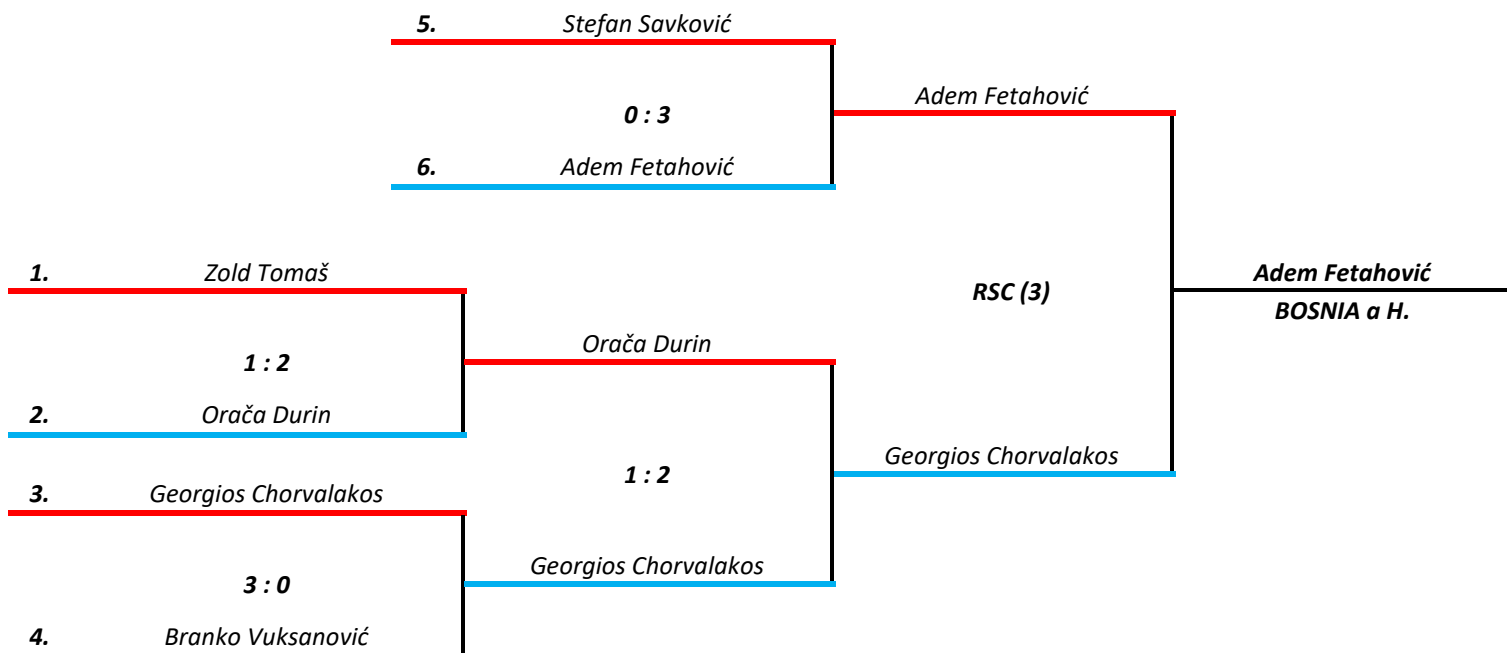 5. Stefan Savković
Adem Fetahović
0 : 3
6. Adem Fetahović
1. Zold Tomaš
Adem Fetahović
RSC (3)
BOSNIA a H.
Orača Durin
1 : 2
2. Orača Durin
Georgios Chorvalakos
1 : 2
3. Georgios Chorvalakos
Georgios Chorvalakos
3 : 0
4. Branko Vuksanović